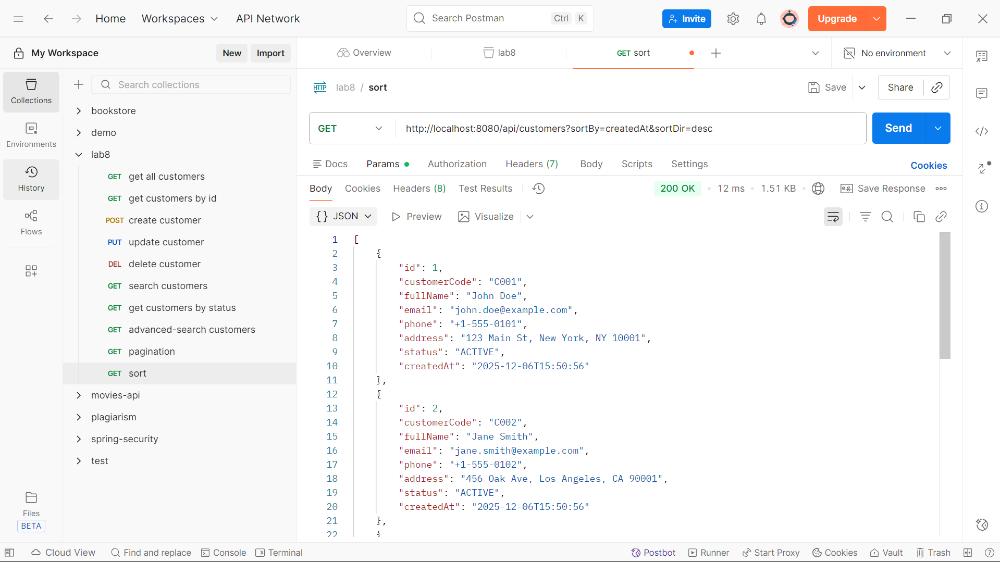 Home Workspaces API Network Search Postman Ctrl K Invite Upgrade
My Workspace New Import Overview lab8 GET sort No environment
Collections
Environments
History
Flows
Files
BETA
Search collections
bookstore
demo
lab8
GET get all customers
GET get customers by id
POST create customer
PUT update customer
DEL delete customer
GET search customers
GET get customers by status
GET advanced-search customers
GET pagination
GET sort
movies-api
plagiarism
spring-security
test
HTTP lab8 / sort Save Share
GET http://localhost:8080/api/customers?sortBy=createdAt&sortDir=desc Send
Docs Params Authorization Headers (7) Body Scripts Settings Cookies
Body Cookies Headers (8) Test Results 200 OK • 12 ms • 1.51 KB • e.g. Save Response
{} JSON Preview Visualize
1 [
2 {
3 "id": 1,
4 "customerCode": "C001",
5 "fullName": "John Doe",
6 "email": "john.doe@example.com",
7 "phone": "+1-555-0101",
8 "address": "123 Main St, New York, NY 10001",
9 "status": "ACTIVE",
10 "createdAt": "2025-12-06T15:50:56"
11 },
12 {
13 "id": 2,
14 "customerCode": "C002",
15 "fullName": "Jane Smith",
16 "email": "jane.smith@example.com",
17 "phone": "+1-555-0102",
18 "address": "456 Oak Ave, Los Angeles, CA 90001",
19 "status": "ACTIVE",
20 "createdAt": "2025-12-06T15:50:56"
21 },
22 {
Cloud View Find and replace Console Terminal Postbot Runner Start Proxy Cookies Vault Trash